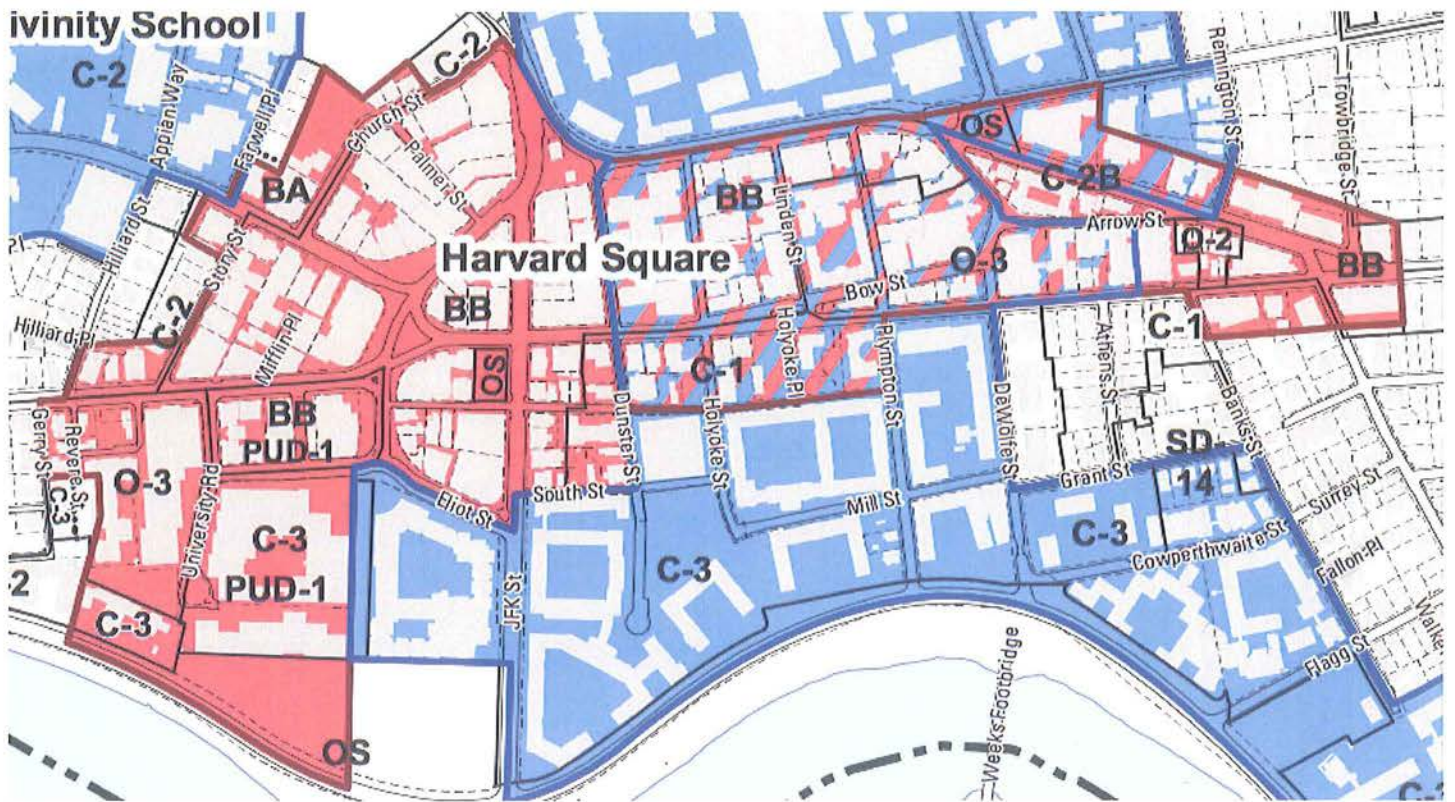 ivinity School
C-2
C-2
Appian Way
Farwell Pl
Church St
Palmer St
BA
Hilliard St
Story St
C-2
Hilliard Pl
Mifflin Pl
Harvard Square
BB
OS
BB
Linden St
Bow St
O-3
OS
C-2B
Arrow St
O-2
BB
Remington St
Trowbridge St
Holyoke Pl
C-1
C-1
Plympton St
Dunster St
Holyoke St
DeWolfe St
Athens St
Banks St
Gerry St
Revere St
C-3
O-3
BB
PUD-1
University Rd
C-3
PUD-1
C-3
-2
OS
Eliot St
South St
JFK St
Mill St
C-3
Grant St
SD-
14
C-3
Cowperthwaite St
Surrey St
Fallon Pl
Walke
Flagg St
Weeks Footbridge